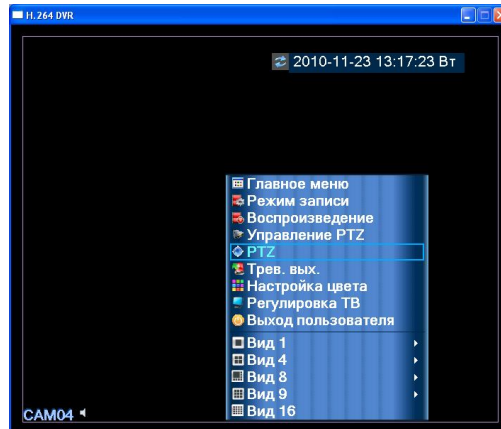 H.264 DVR
2010-11-23 13:17:23 Вт
Главное меню
Режим записи
Воспроизведение
Управление PTZ
PTZ
Трев. вых.
Настройка цвета
Регулировка ТВ
Выход пользователя
Вид 1
Вид 4
Вид 8
Вид 9
Вид 16
CAM04